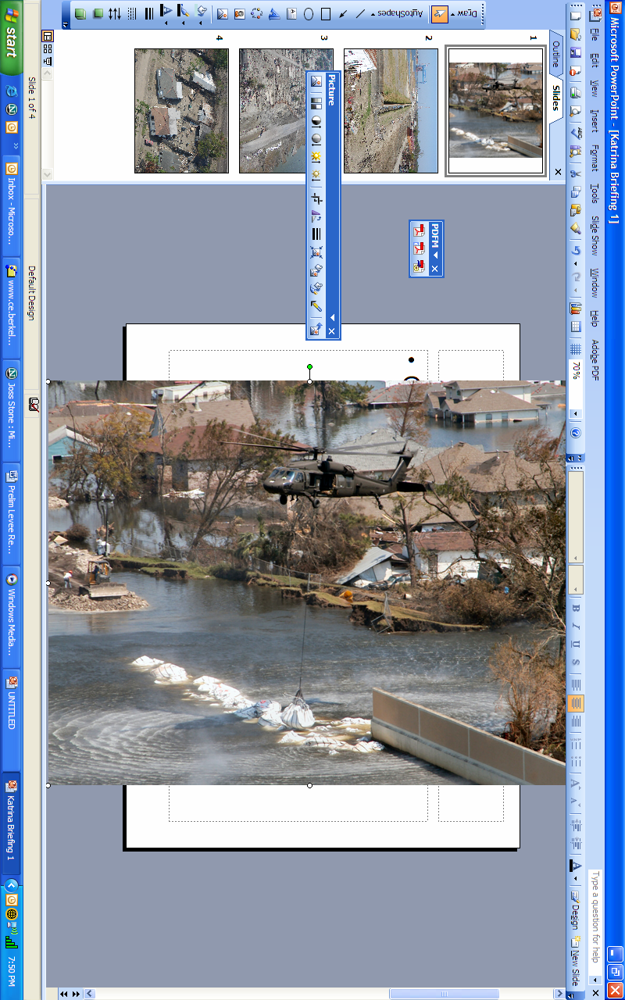 Microsoft PowerPoint - [Katrina Briefing 1]
File Edit View Insert Format Tools Slide Show Window Help Adobe PDF
Type a question for help
70%
B I U S
Design
New Slide
Outline
Slides
1
2
3
4
PDFM
Picture
Draw
AutoShapes
Slide 1 of 4
Default Design
start
Inbox - Microso...
www.ce.berkel...
Joss Stone : Mi...
Prelim Levee Re...
Windows Media...
UNTITLED
Katrina Briefing 1
7:50 PM